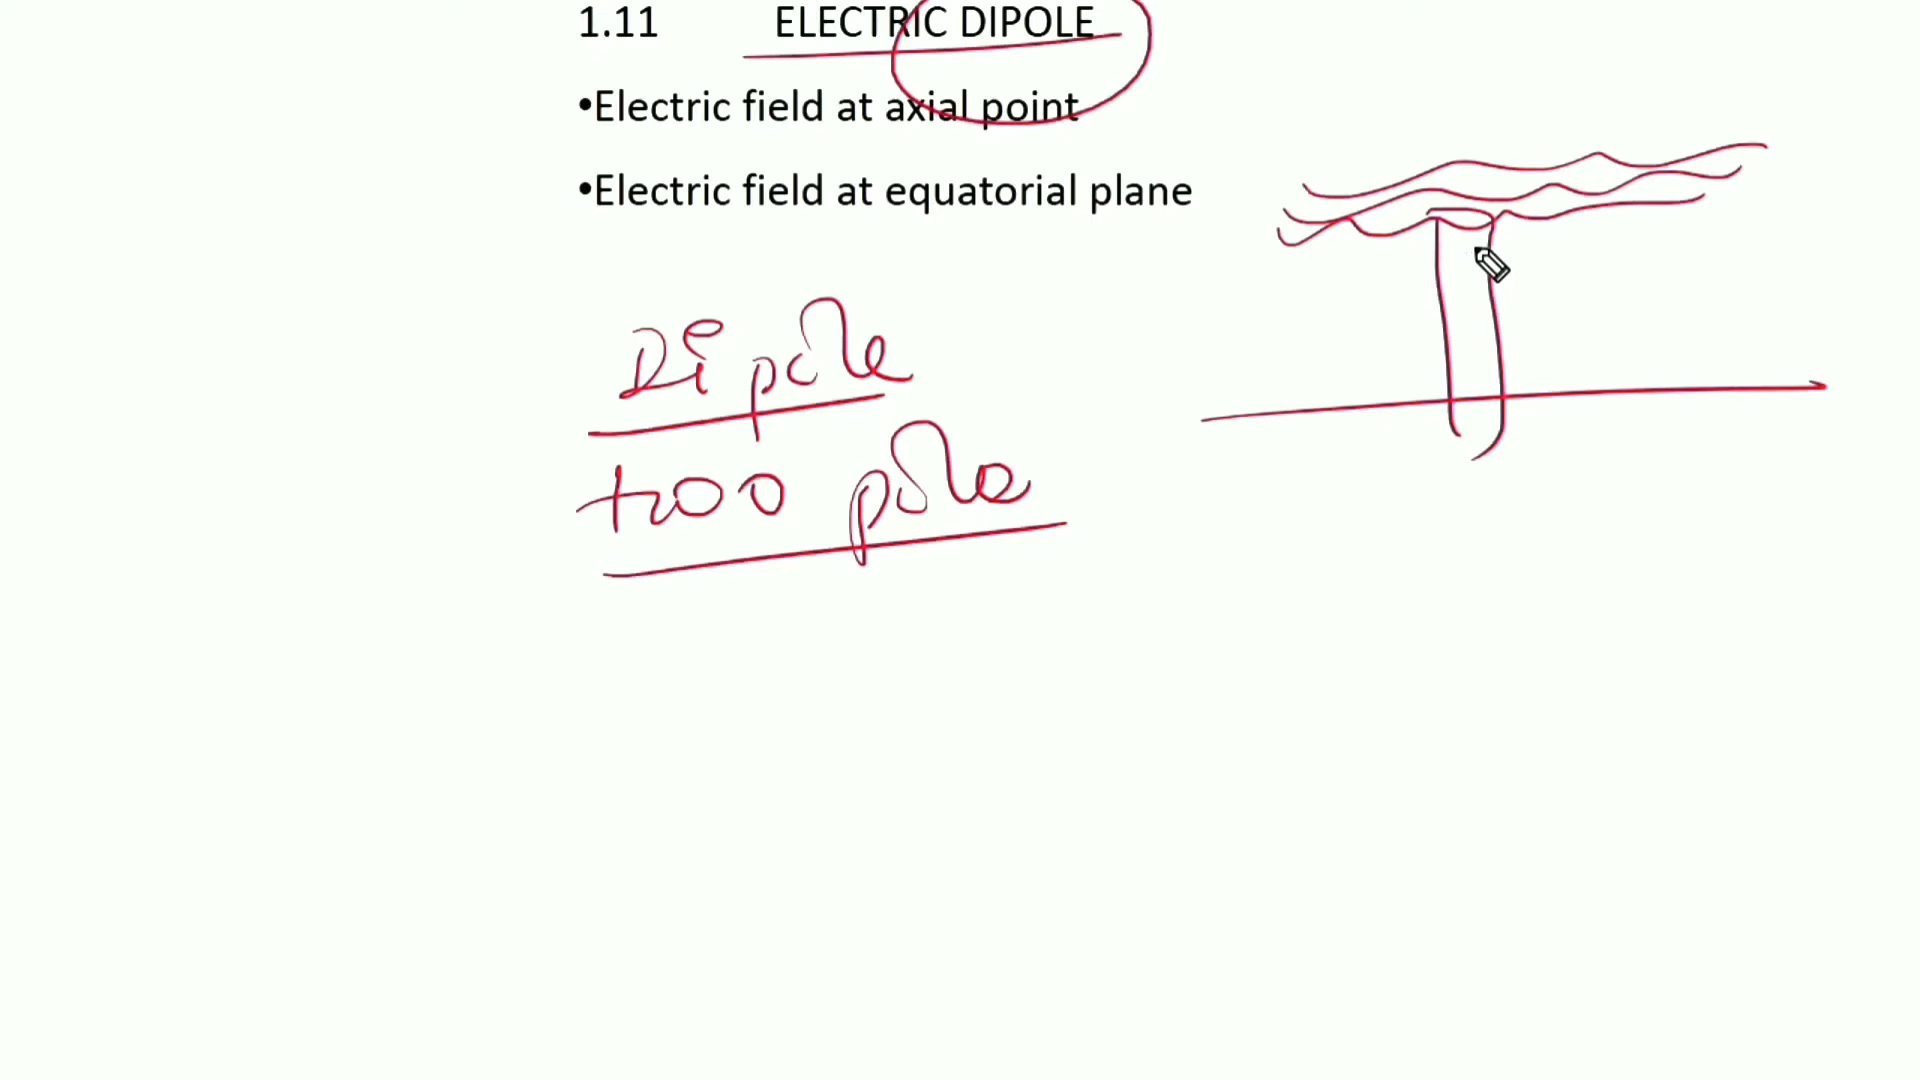 1.11 ELECTRIC DIPOLE
•Electric field at axial point
•Electric field at equatorial plane
Dipole
two pole